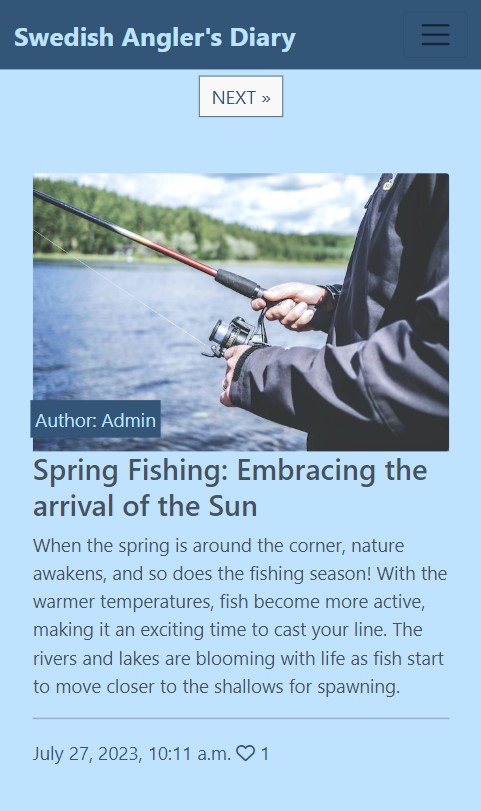 Swedish Angler's Diary
NEXT »
Author: Admin
Spring Fishing: Embracing the
arrival of the Sun
When the spring is around the corner, nature
awakens, and so does the fishing season! With the
warmer temperatures, fish become more active,
making it an exciting time to cast your line. The
rivers and lakes are blooming with life as fish start
to move closer to the shallows for spawning.
July 27, 2023, 10:11 a.m. ♡ 1